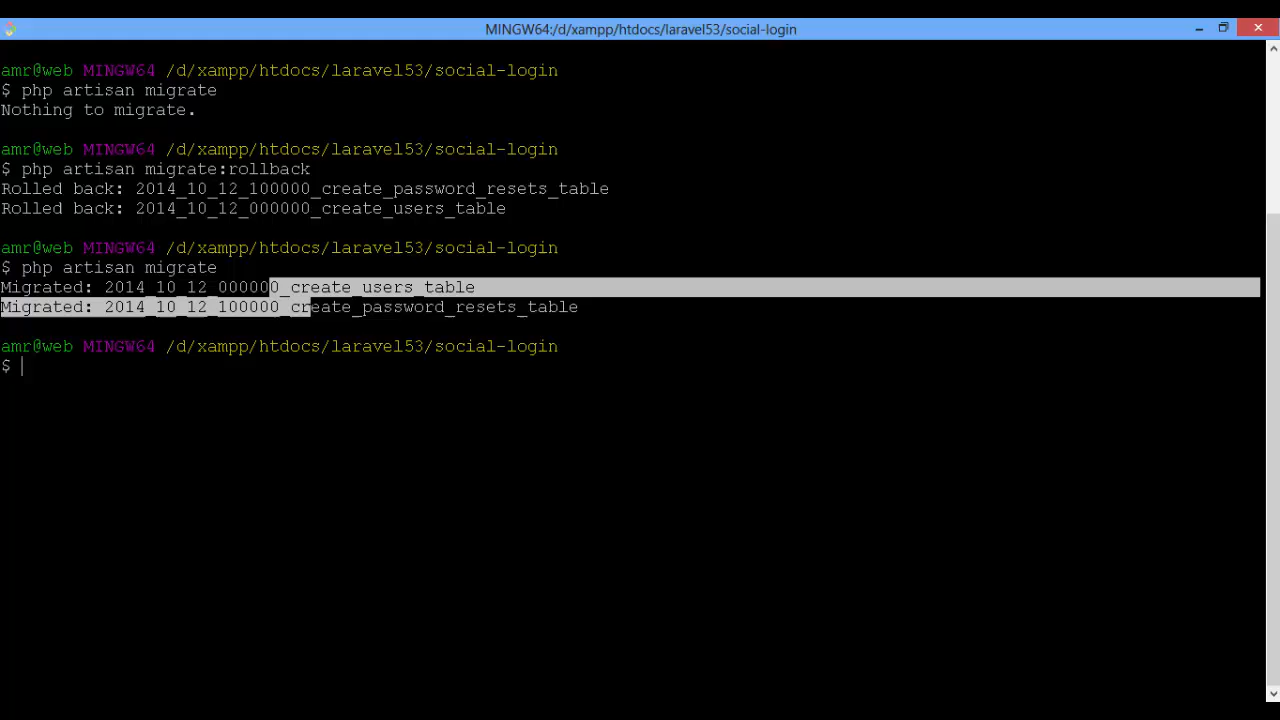 MINGW64:/d/xampp/htdocs/laravel53/social-login
amr@web MINGW64 /d/xampp/htdocs/laravel53/social-login
$ php artisan migrate
Nothing to migrate.
amr@web MINGW64 /d/xampp/htdocs/laravel53/social-login
$ php artisan migrate:rollback
Rolled back: 2014_10_12_100000_create_password_resets_table
Rolled back: 2014_10_12_000000_create_users_table
amr@web MINGW64 /d/xampp/htdocs/laravel53/social-login
$ php artisan migrate
Migrated: 2014_10_12_000000_create_users_table
Migrated: 2014_10_12_100000_create_password_resets_table
amr@web MINGW64 /d/xampp/htdocs/laravel53/social-login
$